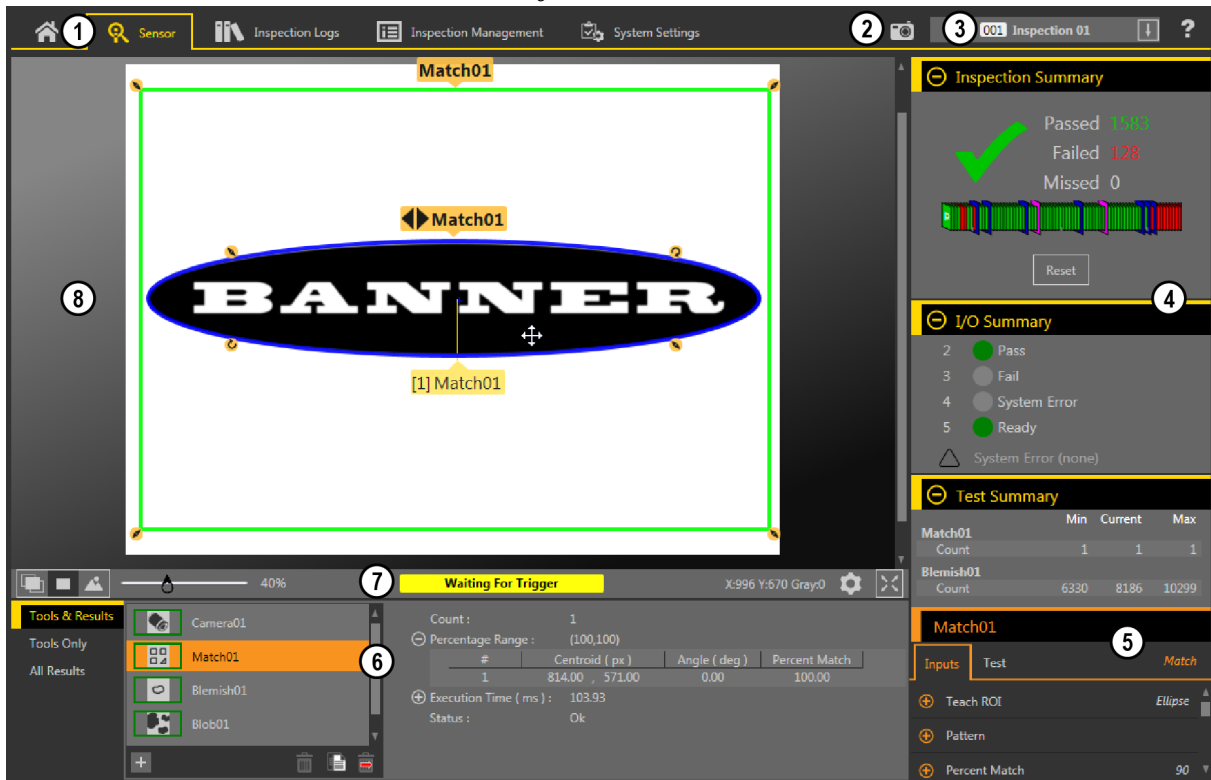 1 Sensor Inspection Logs Inspection Management System Settings 2 3 001 Inspection 01 ?
Match01
Match01
BANNER
[1] Match01
8
Inspection Summary
Passed 1583
Failed 128
Missed 0
Reset
4
I/O Summary
2 Pass
3 Fail
4 System Error
5 Ready
System Error (none)
Test Summary
Min Current Max
Match01
Count 1 1 1
Blemish01
Count 6330 8186 10299
40% 7 Waiting For Trigger X:996 Y:670 Gray:0
Tools & Results
Tools Only
All Results
Camera01
Match01
6
Blemish01
Blob01
Count : 1
Percentage Range : (100,100)
# Centroid ( px ) Angle ( deg ) Percent Match
1 814.00 , 571.00 0.00 100.00
Execution Time ( ms ) : 103.93
Status : Ok
Match01
5
Inputs Test Match
Teach ROI Ellipse
Pattern
Percent Match 90